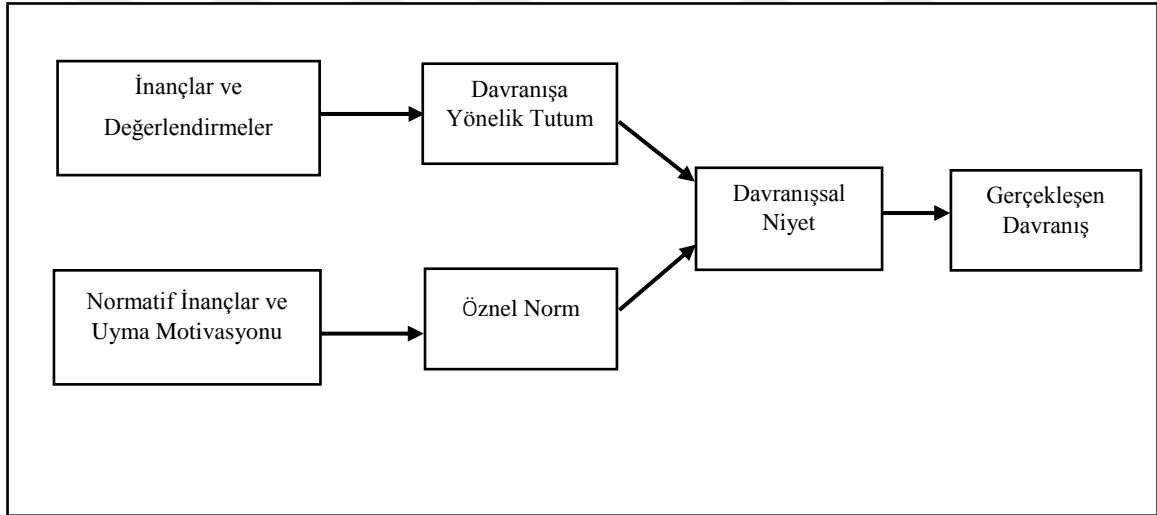 İnançlar ve
Değerlendirmeler
Davranışa
Yönelik Tutum
Davranışsal
Niyet
Gerçekleşen
Davranış
Normatif İnançlar ve
Uyma Motivasyonu
Öznel Norm